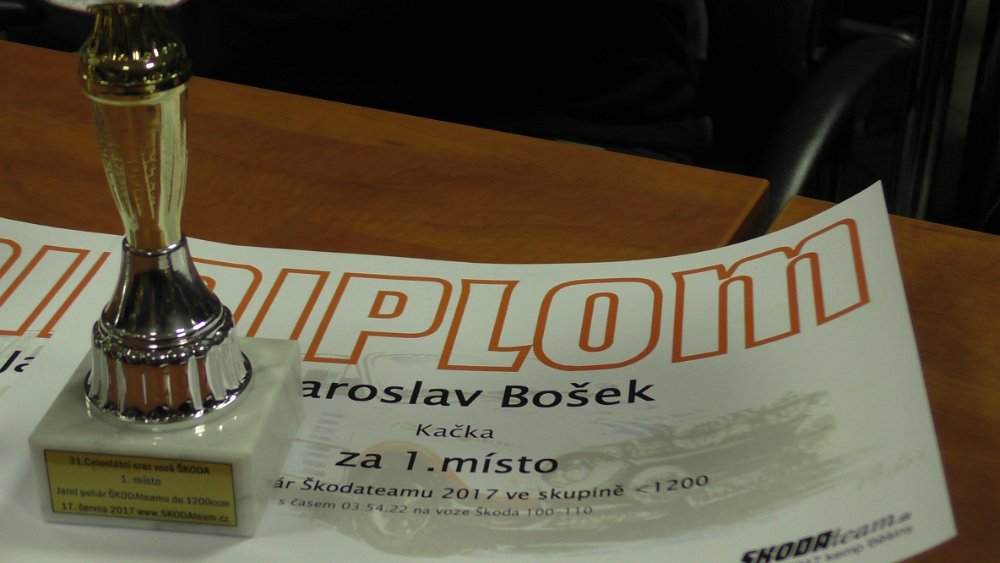 DIPLOM
aroslav Bošek
Kačka
za 1.místo
ár Škodateamu 2017 ve skupině <1200
s časem 03:54.22 na voze Škoda 100-110
SKODAteam
kemp
31.Celostátní sraz vozů ŠKODA
1. místo
Jarní pohár ŠKODAteamu do 1200ccm
17. června 2017 www.SKODAteam.cz